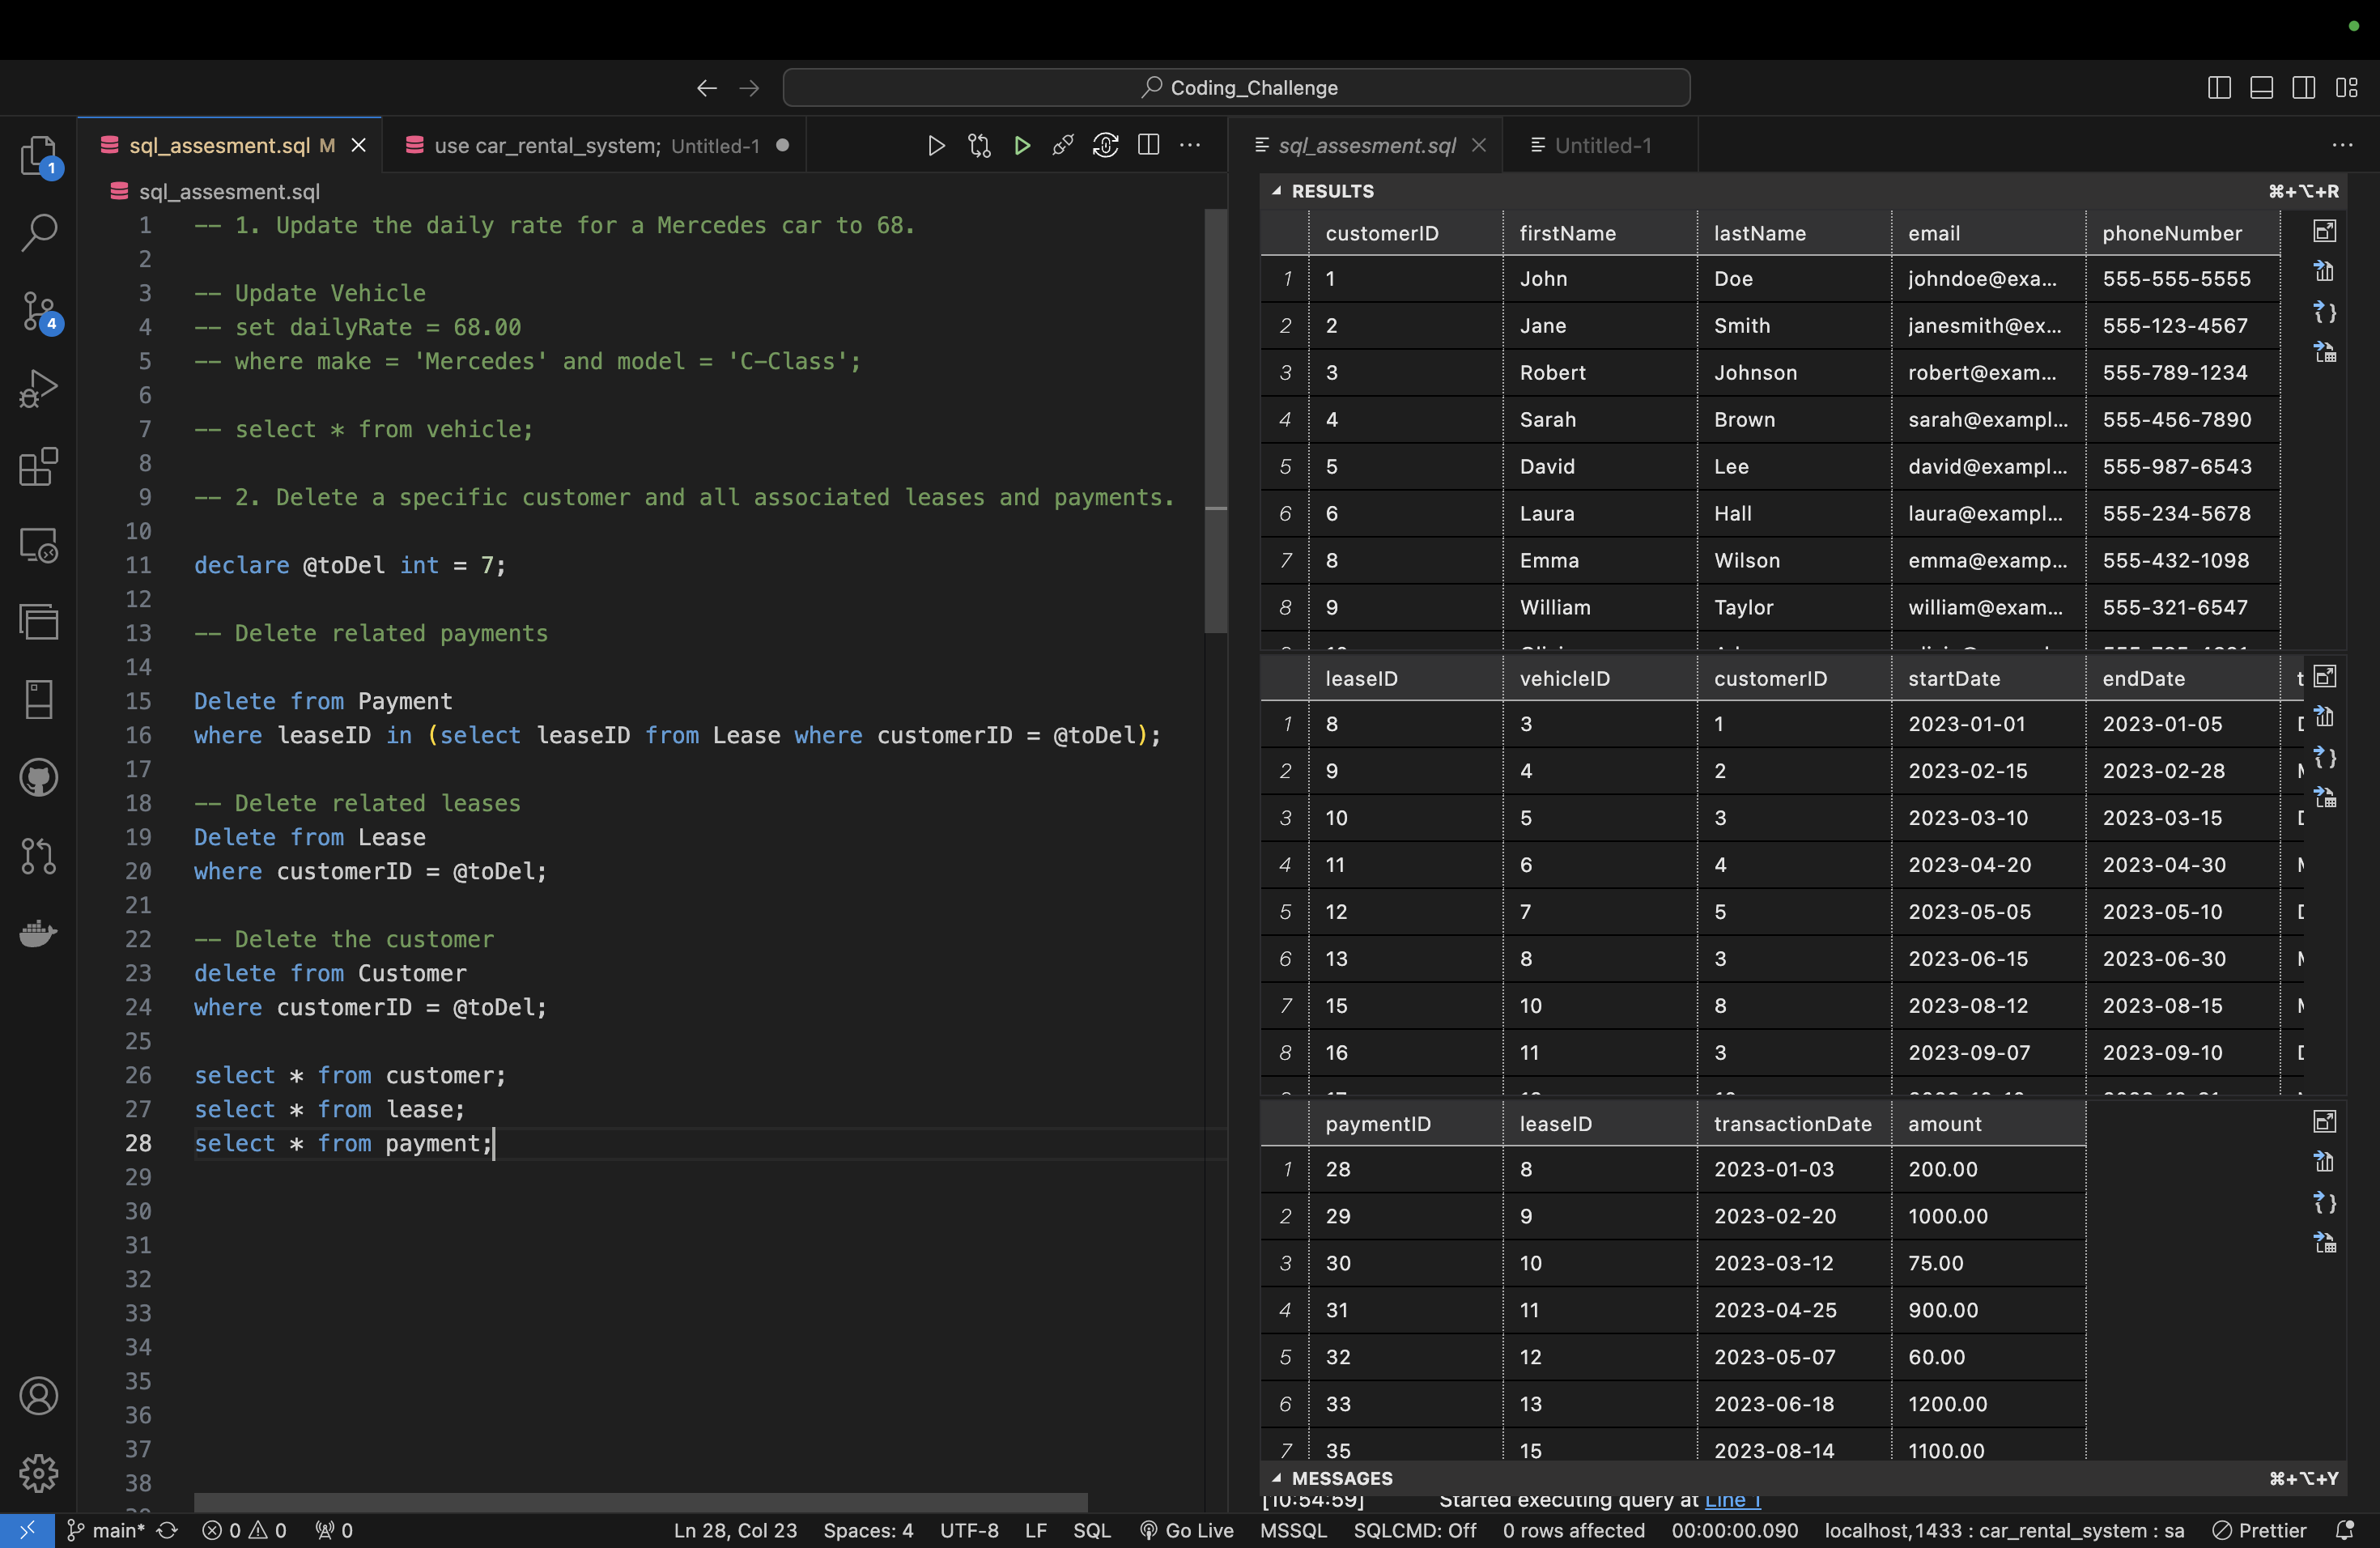 Coding_Challenge
sql_assesment.sql M
use car_rental_system; Untitled-1
sql_assesment.sql
Untitled-1
1
4
sql_assesment.sql
1 -- 1. Update the daily rate for a Mercedes car to 68.
2
3 -- Update Vehicle
4 -- set dailyRate = 68.00
5 -- where make = 'Mercedes' and model = 'C-Class';
6
7 -- select * from vehicle;
8
9 -- 2. Delete a specific customer and all associated leases and payments.
10
11 declare @toDel int = 7;
12
13 -- Delete related payments
14
15 Delete from Payment
16 where leaseID in (select leaseID from Lease where customerID = @toDel);
17
18 -- Delete related leases
19 Delete from Lease
20 where customerID = @toDel;
21
22 -- Delete the customer
23 delete from Customer
24 where customerID = @toDel;
25
26 select * from customer;
27 select * from lease;
28 select * from payment;
29
30
31
32
33
34
35
36
37
38
RESULTS ⌘+⌥+R
customerID firstName lastName email phoneNumber
1 1 John Doe johndoe@exa... 555-555-5555
2 2 Jane Smith janesmith@ex... 555-123-4567
3 3 Robert Johnson robert@exam... 555-789-1234
4 4 Sarah Brown sarah@exampl... 555-456-7890
5 5 David Lee david@exampl... 555-987-6543
6 6 Laura Hall laura@exampl... 555-234-5678
7 8 Emma Wilson emma@examp... 555-432-1098
8 9 William Taylor william@exam... 555-321-6547
leaseID vehicleID customerID startDate endDate t
1 8 3 1 2023-01-01 2023-01-05
2 9 4 2 2023-02-15 2023-02-28
3 10 5 3 2023-03-10 2023-03-15
4 11 6 4 2023-04-20 2023-04-30
5 12 7 5 2023-05-05 2023-05-10
6 13 8 3 2023-06-15 2023-06-30
7 15 10 8 2023-08-12 2023-08-15
8 16 11 3 2023-09-07 2023-09-10
paymentID leaseID transactionDate amount
1 28 8 2023-01-03 200.00
2 29 9 2023-02-20 1000.00
3 30 10 2023-03-12 75.00
4 31 11 2023-04-25 900.00
5 32 12 2023-05-07 60.00
6 33 13 2023-06-18 1200.00
7 35 15 2023-08-14 1100.00
MESSAGES ⌘+⌥+Y
[10:54:59] Started executing query at Line 1
main* 0 0 0 Ln 28, Col 23 Spaces: 4 UTF-8 LF SQL Go Live MSSQL SQLCMD: Off 0 rows affected 00:00:00.090 localhost,1433 : car_rental_system : sa Prettier